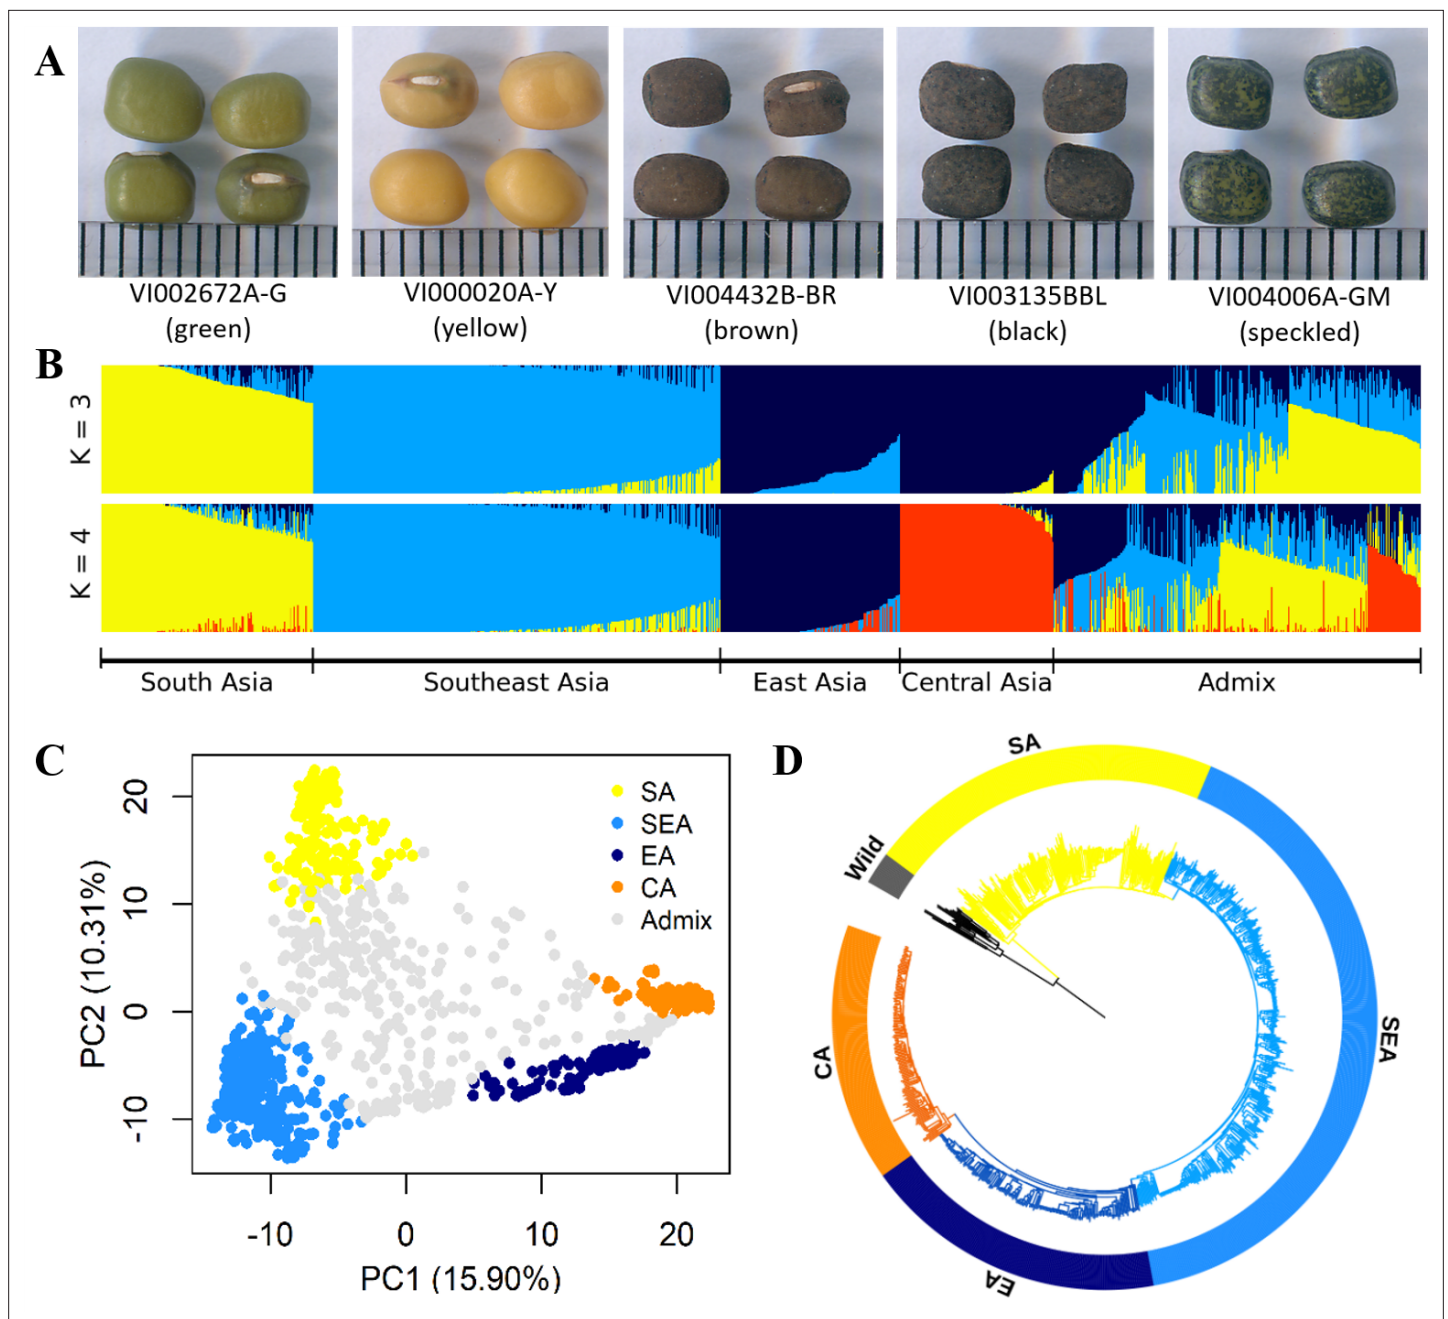 A
VI002672A-G
(green)
VI000020A-Y
(yellow)
VI004432B-BR
(brown)
VI003135BBL
(black)
VI004006A-GM
(speckled)
B
K = 3
K = 4
South Asia
Southeast Asia
East Asia
Central Asia
Admix
C
PC2 (10.31%)
20
10
0
-10
SA
SEA
EA
CA
Admix
-10
0
10
20
PC1 (15.90%)
D
Wild
SA
SEA
EA
CA